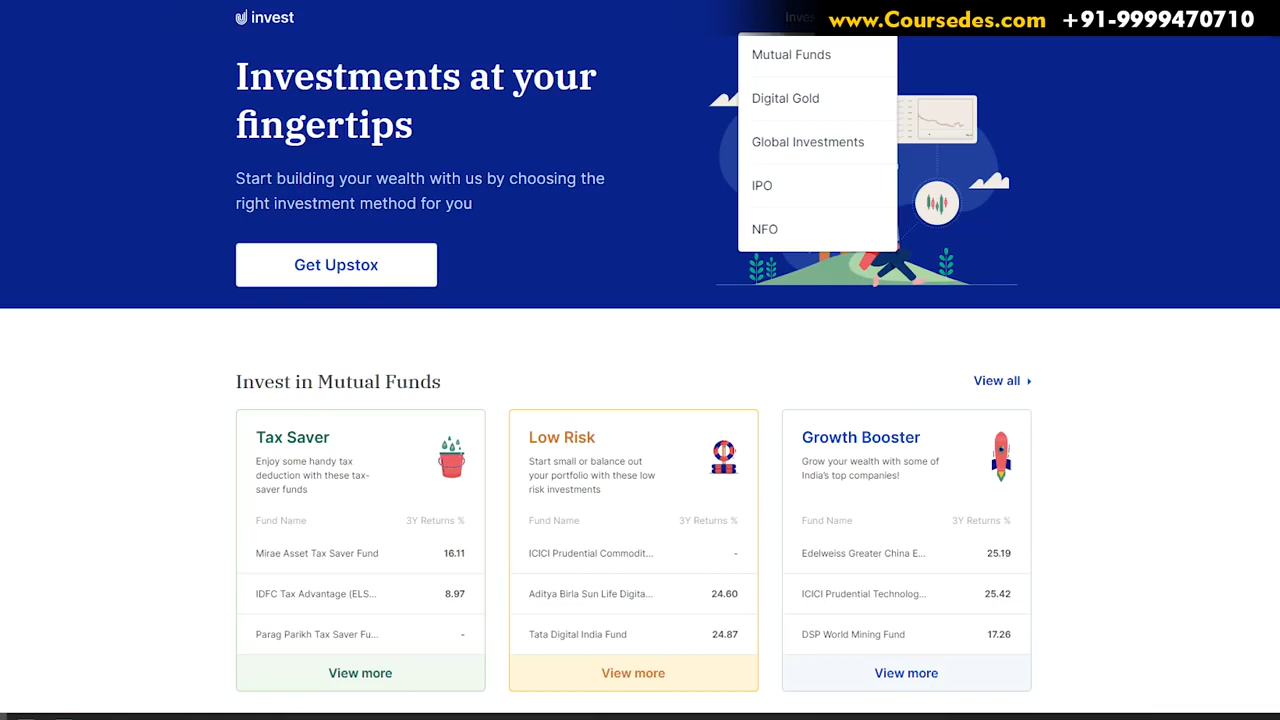 invest
Inves
www.Coursedes.com +91-9999470710
Investments at your
fingertips
Start building your wealth with us by choosing the
right investment method for you
Get Upstox
Mutual Funds
Digital Gold
Global Investments
IPO
NFO
Invest in Mutual Funds
View all
Tax Saver
Enjoy some handy tax
deduction with these tax-
saver funds
Fund Name 3Y Returns %
Mirae Asset Tax Saver Fund 16.11
IDFC Tax Advantage (ELS... 8.97
Parag Parikh Tax Saver Fu... -
View more
Low Risk
Start small or balance out
your portfolio with these low
risk investments
Fund Name 3Y Returns %
ICICI Prudential Commodit... -
Aditya Birla Sun Life Digita... 24.60
Tata Digital India Fund 24.87
View more
Growth Booster
Grow your wealth with some of
India's top companies!
Fund Name 3Y Returns %
Edelweiss Greater China E... 25.19
ICICI Prudential Technolog... 25.42
DSP World Mining Fund 17.26
View more